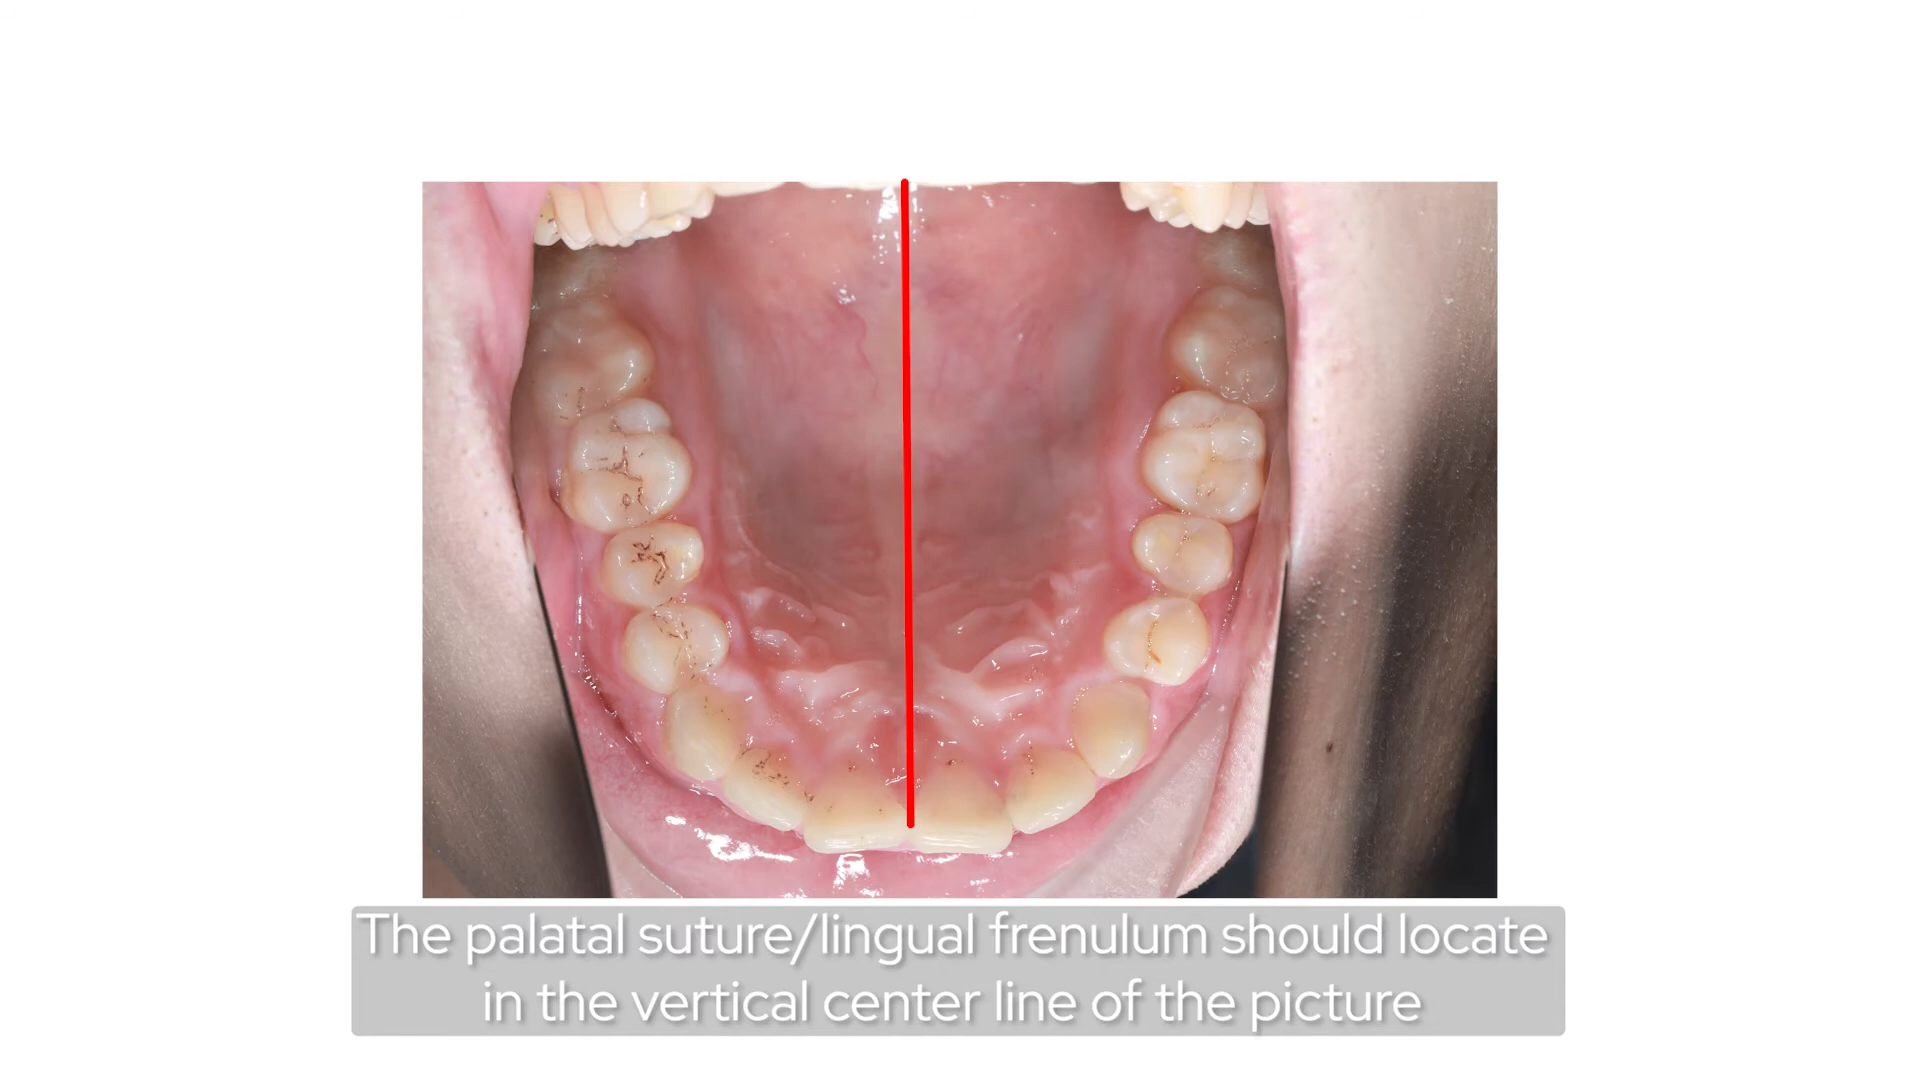 The palatal suture/lingual frenulum should locate
in the vertical center line of the picture